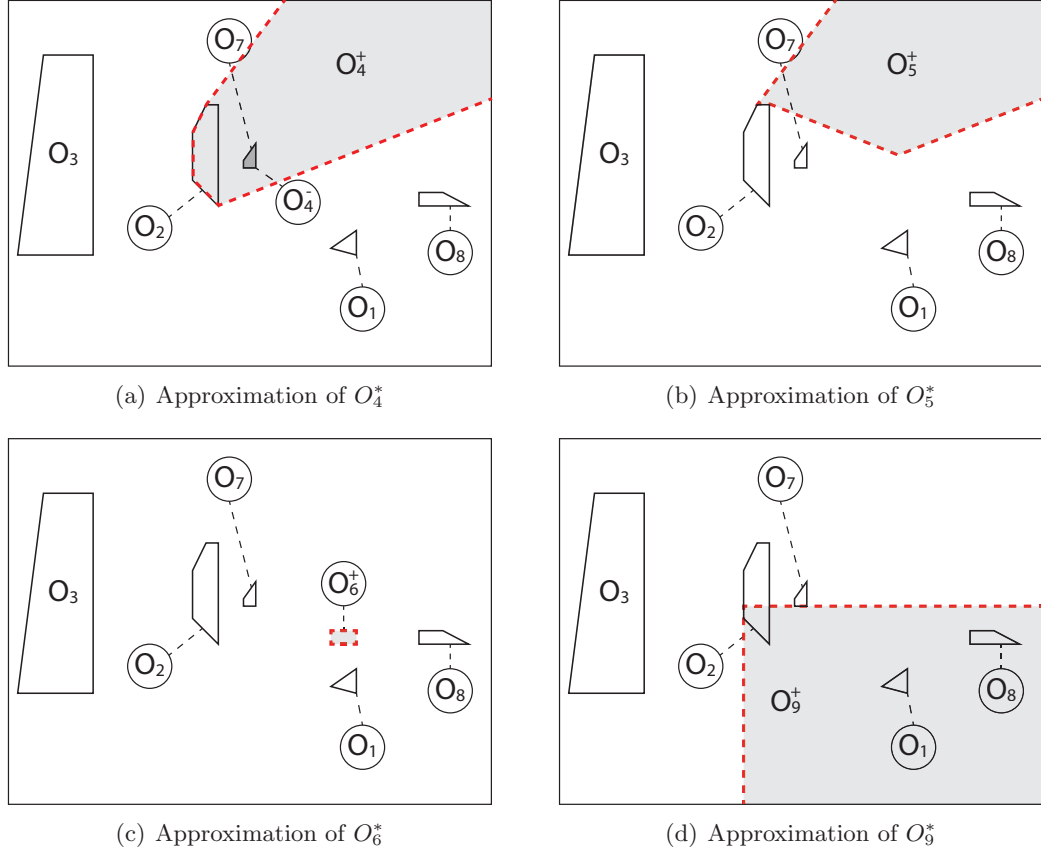 O₇
O₄⁺
O₃
O₄⁻
O₂
O₈
O₁
(a) Approximation of O₄*
O₇
O₅⁺
O₃
O₂
O₈
O₁
(b) Approximation of O₅*
O₇
O₃
O₆⁺
O₂
O₈
O₁
(c) Approximation of O₆*
O₇
O₃
O₂
O₈
O₉⁺
O₁
(d) Approximation of O₉*